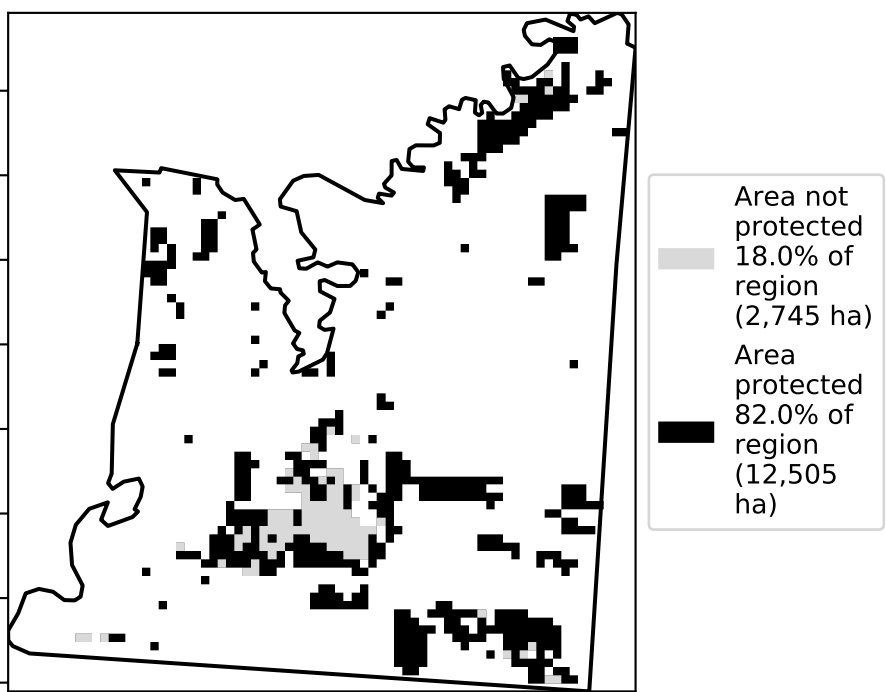 Area not
protected
18.0% of
region
(2,745 ha)
Area
protected
82.0% of
region
(12,505
ha)